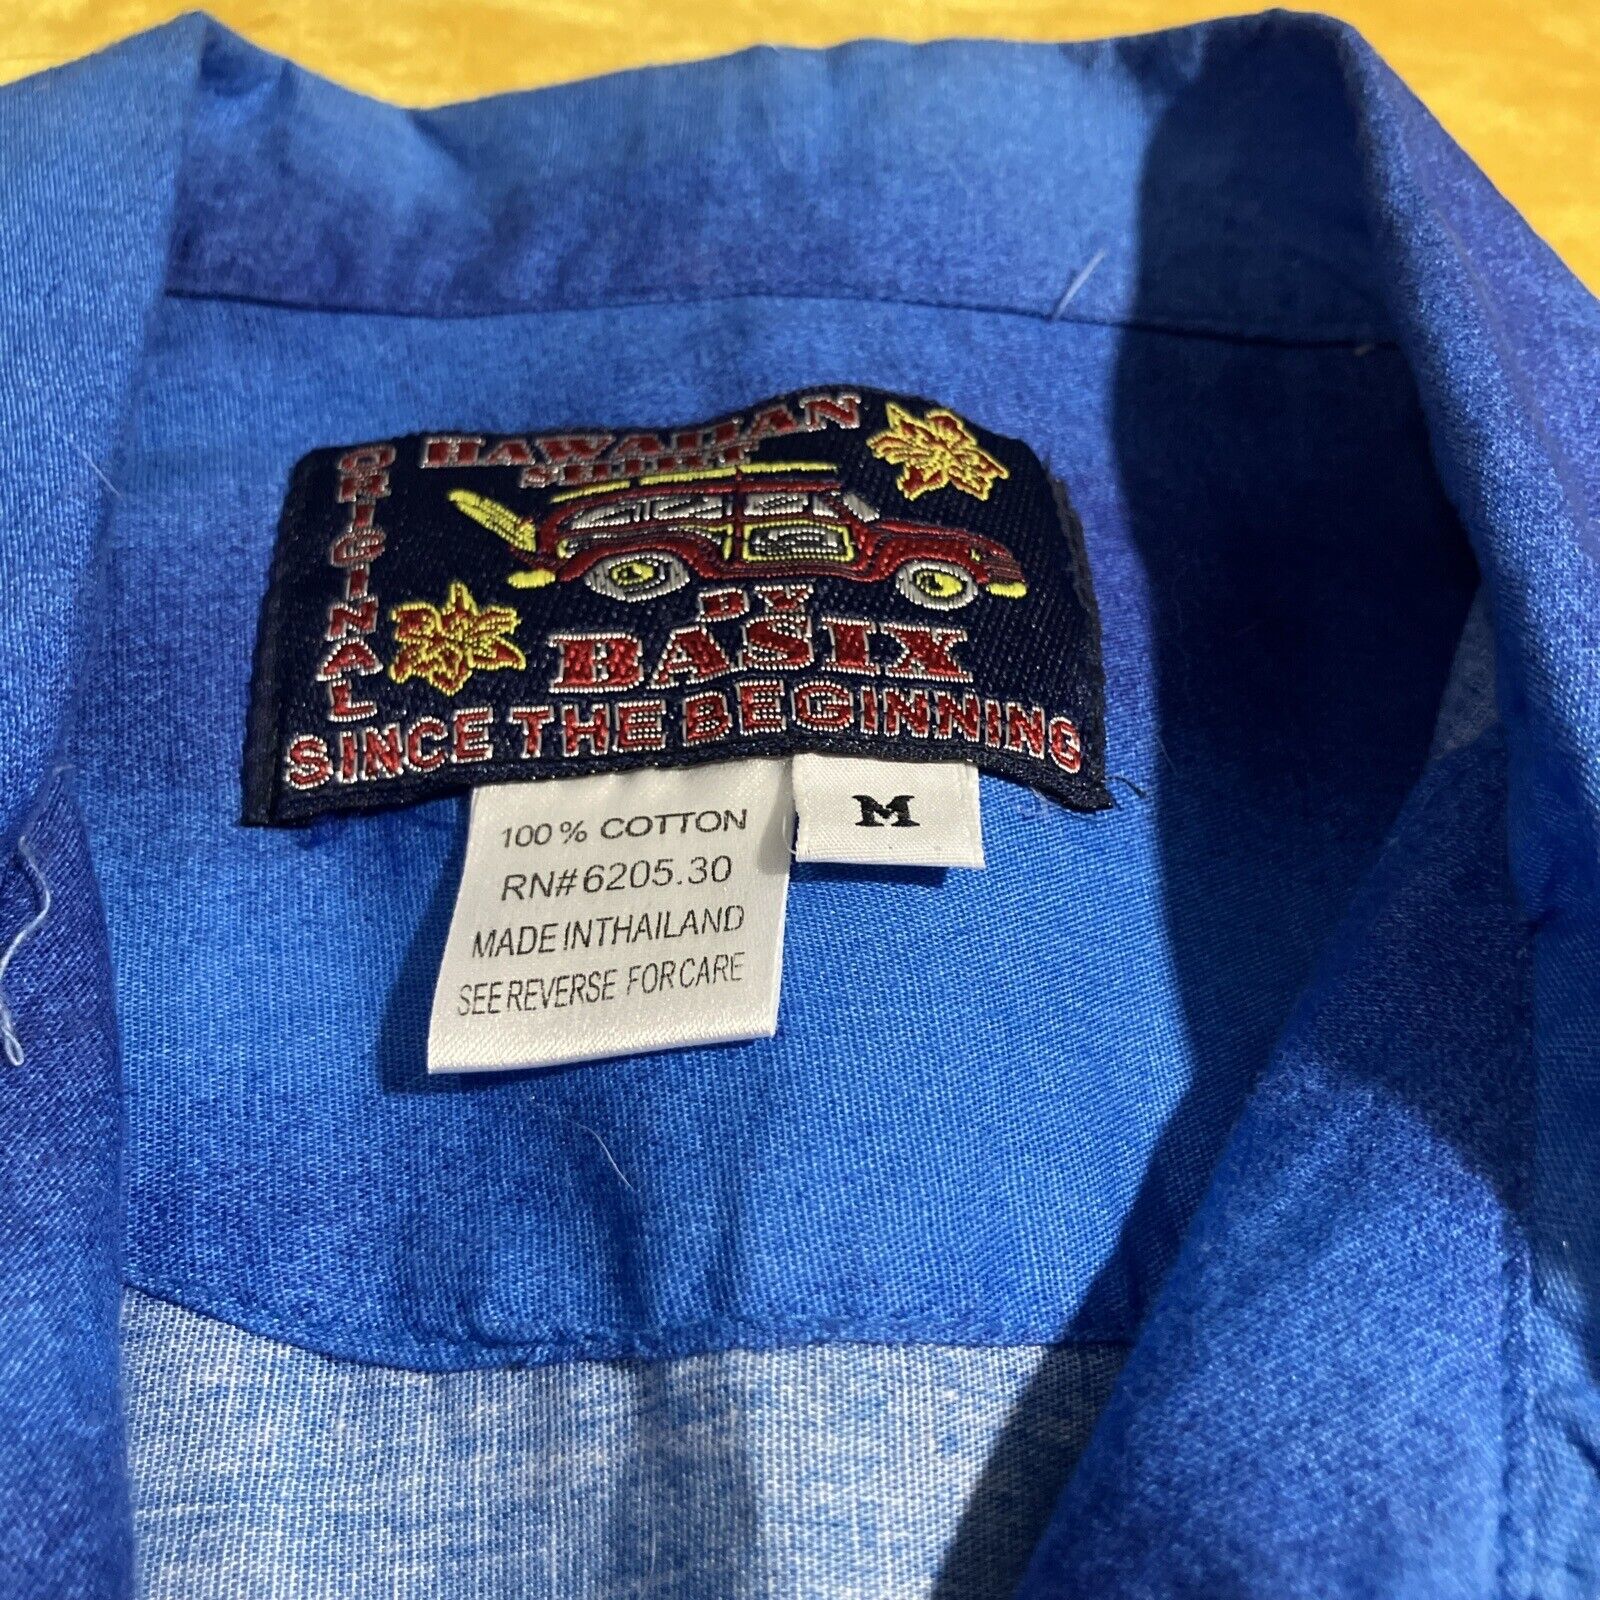 ORIGINAL
HAWAIIAN
SHIRT
BY
BASIX
SINCE THE BEGINNING
M
100% COTTON
RN#6205.30
MADE INTHAILAND
SEE REVERSE FOR CARE